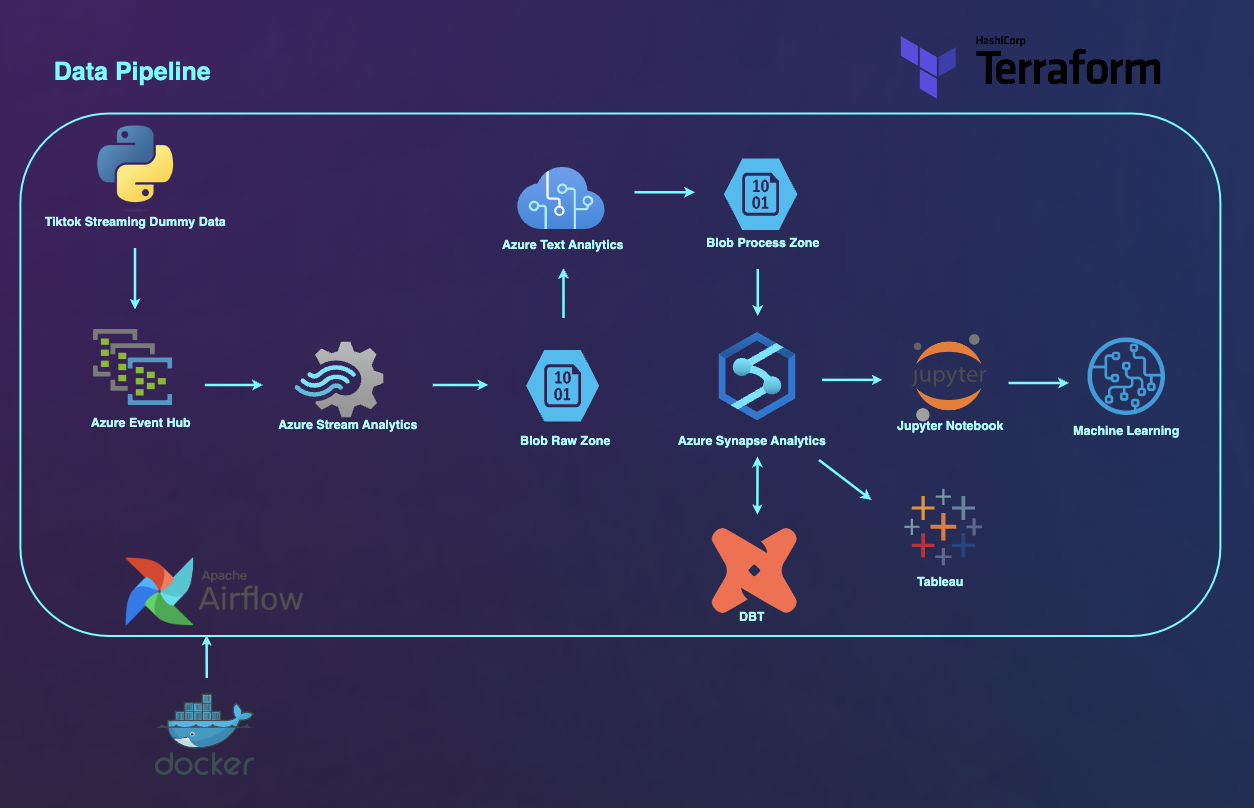 Data Pipeline
HashiCorp
Terraform
Tiktok Streaming Dummy Data
Azure Text Analytics
10
01
Blob Process Zone
Azure Event Hub
Azure Stream Analytics
10
01
Blob Raw Zone
Azure Synapse Analytics
jupyter
Jupyter Notebook
Machine Learning
DBT
Tableau
Apache
Airflow
docker